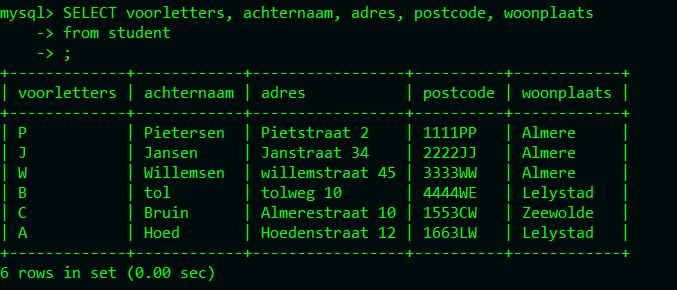 mysql> SELECT voorletters, achternaam, adres, postcode, woonplaats
    -> from student
    -> ;
+-------------+------------+-----------------+----------+------------+
| voorletters | achternaam | adres           | postcode | woonplaats |
+-------------+------------+-----------------+----------+------------+
| P           | Pietersen  | Pietstraat 2    | 1111PP   | Almere     |
| J           | Jansen     | Janstraat 34    | 2222JJ   | Almere     |
| W           | Willemsen  | willemstraat 45 | 3333WW   | Almere     |
| B           | tol        | tolweg 10       | 4444WE   | Lelystad   |
| C           | Bruin      | Almerestraat 10 | 1553CW   | Zeewolde   |
| A           | Hoed       | Hoedenstraat 12 | 1663LW   | Lelystad   |
+-------------+------------+-----------------+----------+------------+
6 rows in set (0.00 sec)